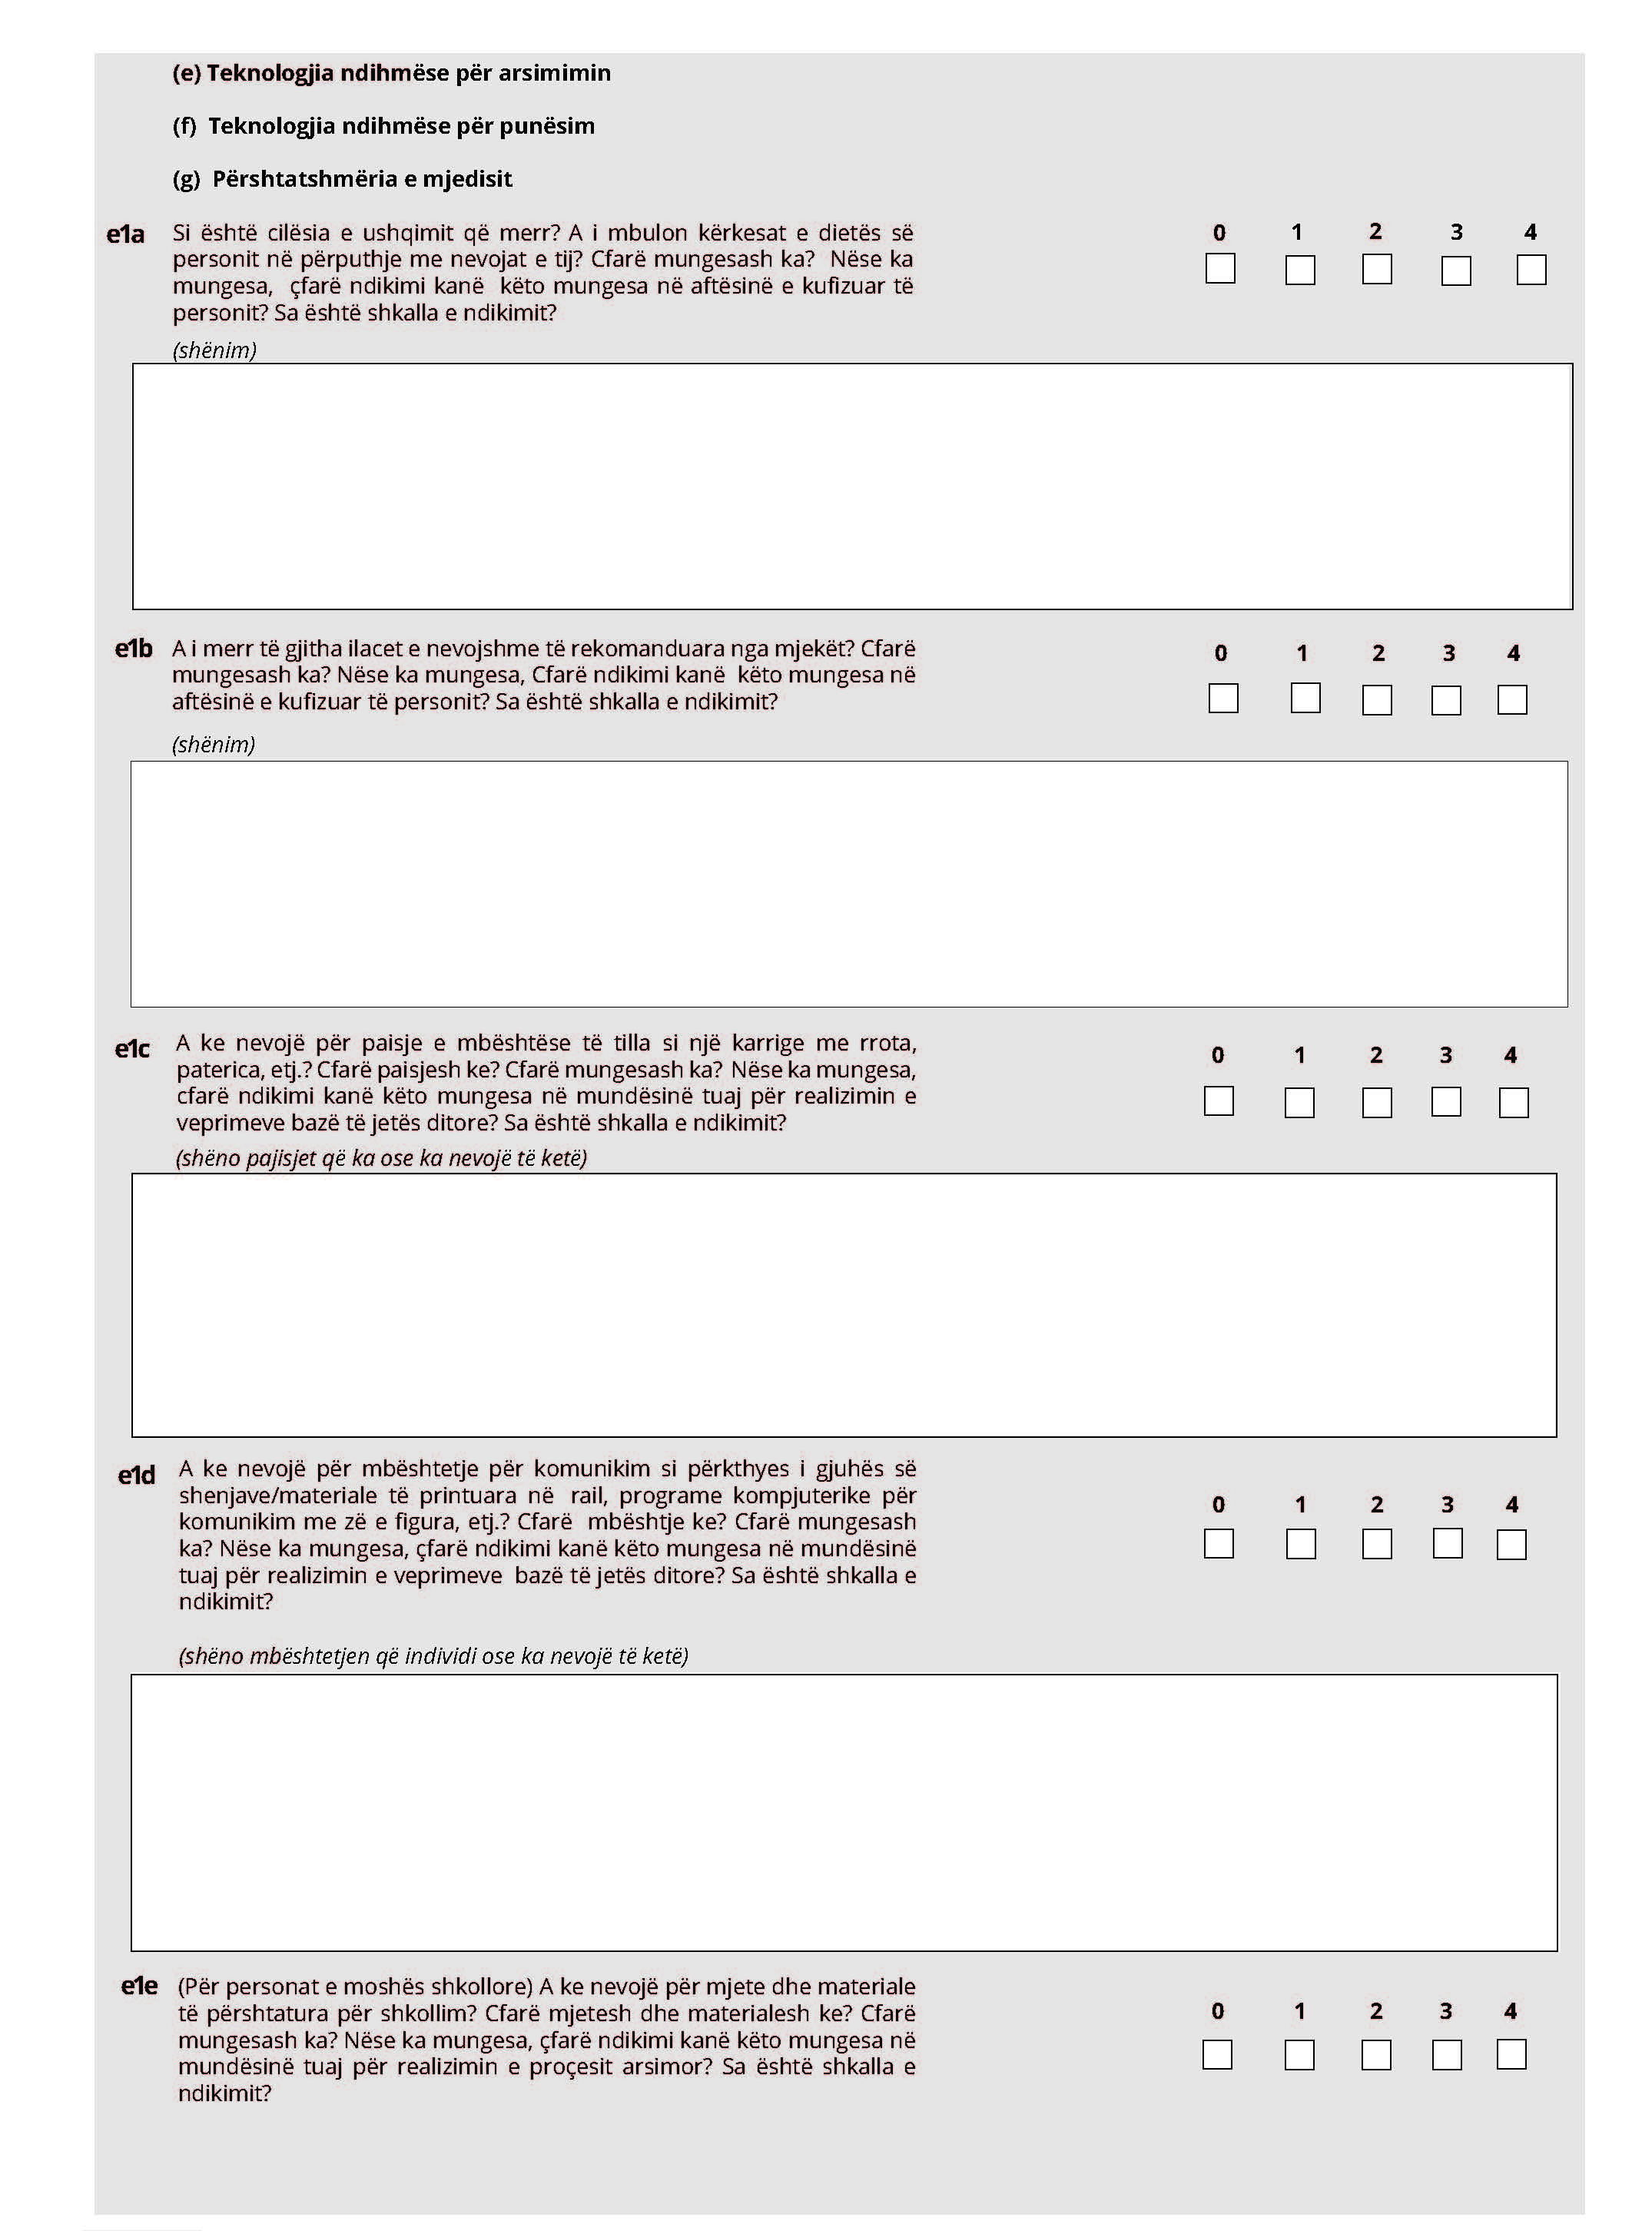 (e) Teknologjia ndihmëse për arsimimin
(f) Teknologjia ndihmëse për punësim
(g) Përshtatshmëria e mjedisit
e1a Si është cilësia e ushqimit që merr? A i mbulon kërkesat e dietës së
personit në përputhje me nevojat e tij? Cfarë mungesash ka? Nëse ka
mungesa, çfarë ndikimi kanë këto mungesa në aftësinë e kufizuar të
personit? Sa është shkalla e ndikimit?
0 1 2 3 4
(shënim)
e1b A i merr të gjitha ilacet e nevojshme të rekomanduara nga mjekët? Cfarë
mungesash ka? Nëse ka mungesa, Cfarë ndikimi kanë këto mungesa në
aftësinë e kufizuar të personit? Sa është shkalla e ndikimit?
0 1 2 3 4
(shënim)
e1c A ke nevojë për paisje e mbështëse të tilla si një karrige me rrota,
paterica, etj.? Cfarë paisjesh ke? Cfarë mungesash ka? Nëse ka mungesa,
cfarë ndikimi kanë këto mungesa në mundësinë tuaj për realizimin e
veprimeve bazë të jetës ditore? Sa është shkalla e ndikimit?
0 1 2 3 4
(shëno pajisjet që ka ose ka nevojë të ketë)
e1d A ke nevojë për mbështetje për komunikim si përkthyes i gjuhës së
shenjave/materiale të printuara në rail, programe kompjuterike për
komunikim me zë e figura, etj.? Cfarë mbështje ke? Cfarë mungesash
ka? Nëse ka mungesa, çfarë ndikimi kanë këto mungesa në mundësinë
tuaj për realizimin e veprimeve bazë të jetës ditore? Sa është shkalla e
ndikimit?
0 1 2 3 4
(shëno mbështetjen që individi ose ka nevojë të ketë)
e1e (Për personat e moshës shkollore) A ke nevojë për mjete dhe materiale
të përshtatura për shkollim? Cfarë mjetesh dhe materialesh ke? Cfarë
mungesash ka? Nëse ka mungesa, çfarë ndikimi kanë këto mungesa në
mundësinë tuaj për realizimin e proçesit arsimor? Sa është shkalla e
ndikimit?
0 1 2 3 4